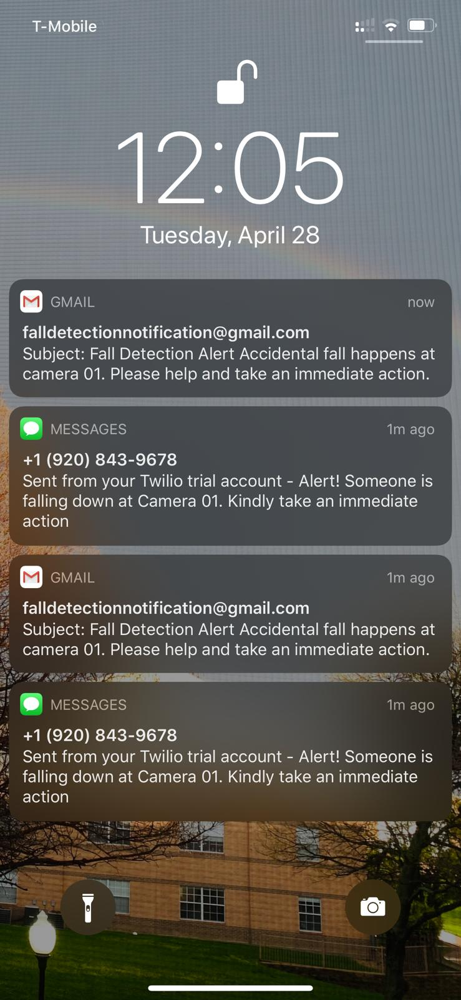 T-Mobile
12:05
Tuesday, April 28
GMAIL now
falldetectionnotification@gmail.com
Subject: Fall Detection Alert Accidental fall happens at
camera 01. Please help and take an immediate action.
MESSAGES 1m ago
+1 (920) 843-9678
Sent from your Twilio trial account - Alert! Someone is
falling down at Camera 01. Kindly take an immediate
action
GMAIL 1m ago
falldetectionnotification@gmail.com
Subject: Fall Detection Alert Accidental fall happens at
camera 01. Please help and take an immediate action.
MESSAGES 1m ago
+1 (920) 843-9678
Sent from your Twilio trial account - Alert! Someone is
falling down at Camera 01. Kindly take an immediate
action